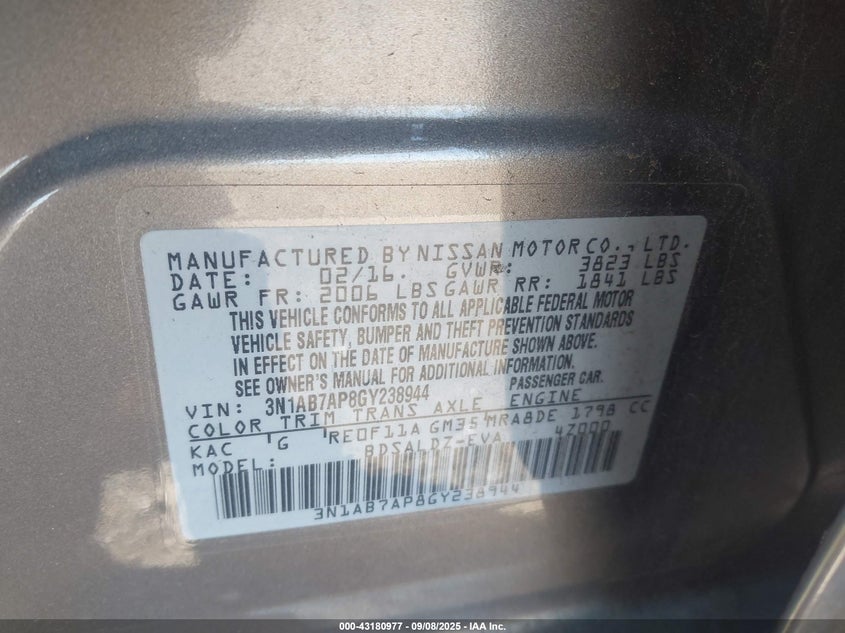 MANUFACTURED BY NISSAN MOTOR CO., LTD.
DATE: 02/16. GVWR: 3823 LBS
GAWR FR: 2006 LBS GAWR RR: 1841 LBS
THIS VEHICLE CONFORMS TO ALL APPLICABLE FEDERAL MOTOR
VEHICLE SAFETY, BUMPER AND THEFT PREVENTION STANDARDS
IN EFFECT ON THE DATE OF MANUFACTURE SHOWN ABOVE.
SEE OWNER'S MANUAL FOR ADDITIONAL INFORMATION.
PASSENGER CAR.
VIN: 3N1AB7AP8GY238944
COLOR TRIM TRANS AXLE ENGINE
KAC G RE0F11A GM35 MRA8DE 1798 CC
MODEL: BDSALDZ-EVA 4Z000
3N1AB7AP8GY238944
000-43180977 - 09/08/2025 - IAA Inc.